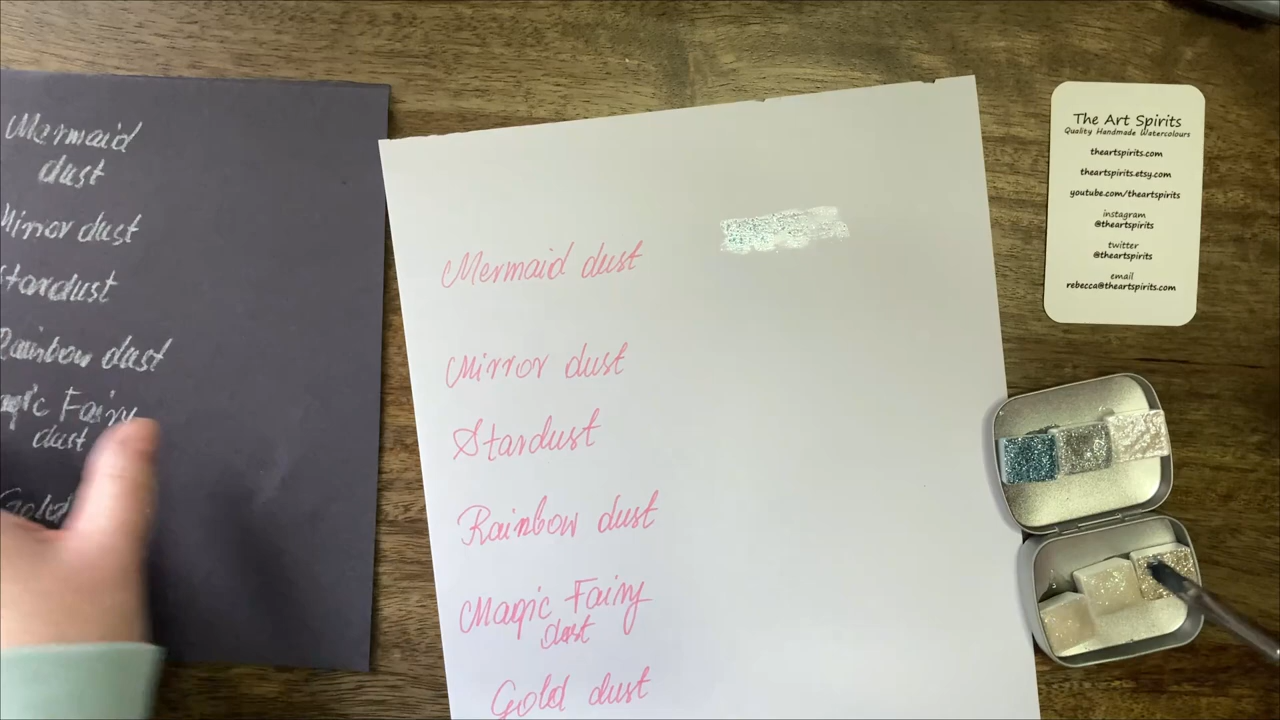 Mermaid
dust
Mirror dust
Stardust
Rainbow dust
Fairy
dust
Gold
Mermaid dust
Mirror dust
Stardust
Rainbow dust
Magic Fairy
dust
Gold dust
The Art Spirits
Quality Handmade Watercolours
theartspirits.com
theartspirits.etsy.com
youtube.com/theartspirits
instagram
@theartspirits
twitter
@theartspirits
email
rebecca@theartspirits.com